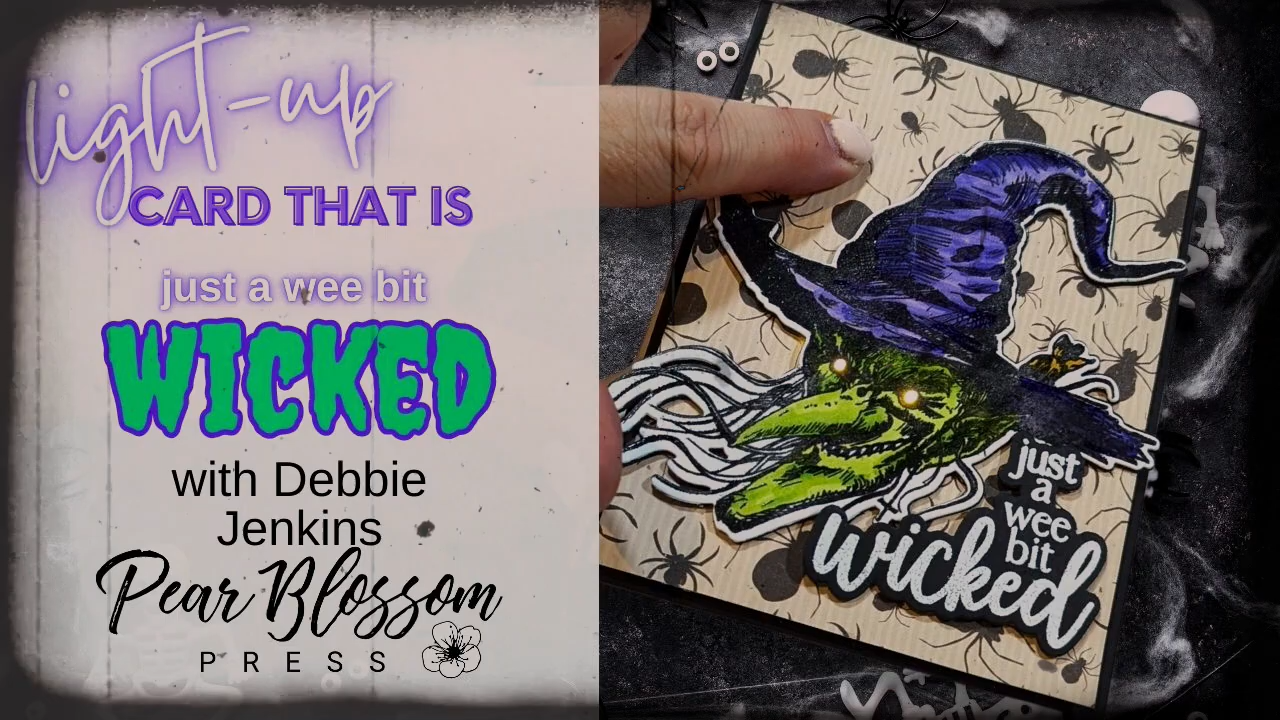 light-up
CARD THAT IS
just a wee bit
WICKED
with Debbie
Jenkins
Pear Blossom
PRESS
just
a
wee
bit
wicked